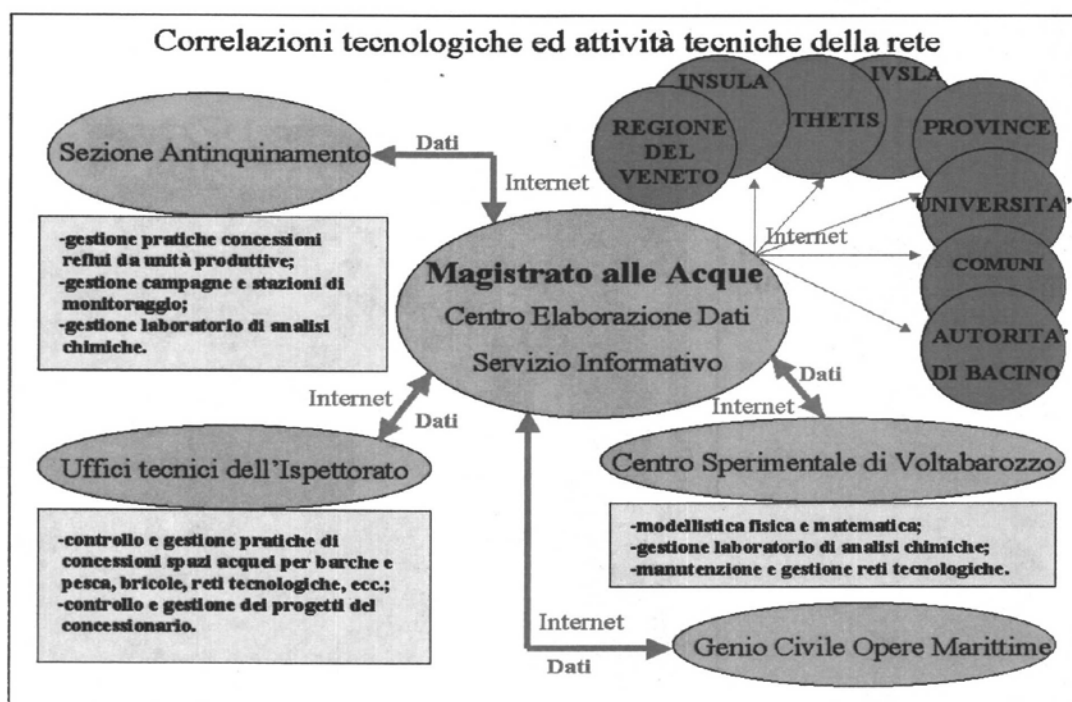 Correlazioni tecnologiche ed attività tecniche della rete
INSULA
IVSLA
THETIS
REGIONE
DEL
VENETO
PROVINCE
UNIVERSITA'
COMUNI
AUTORITA'
DI BACINO
Internet
Sezione Antinquinamento
Dati
Internet
-gestione pratiche concessioni
reflui da unità produttive;
-gestione campagne e stazioni di
monitoraggio;
-gestione laboratorio di analisi
chimiche.
Magistrato alle Acque
Centro Elaborazione Dati
Servizio Informativo
Internet
Dati
Dati
Internet
Uffici tecnici dell'Ispettorato
-controllo e gestione pratiche di
concessioni spazi acquei per barche e
pesca, bricole, reti tecnologiche, ecc.;
-controllo e gestione dei progetti del
concessionario.
Centro Sperimentale di Voltabarozzo
-modellistica fisica e matematica;
-gestione laboratorio di analisi chimiche;
-manutenzione e gestione reti tecnologiche.
Internet
Dati
Genio Civile Opere Marittime